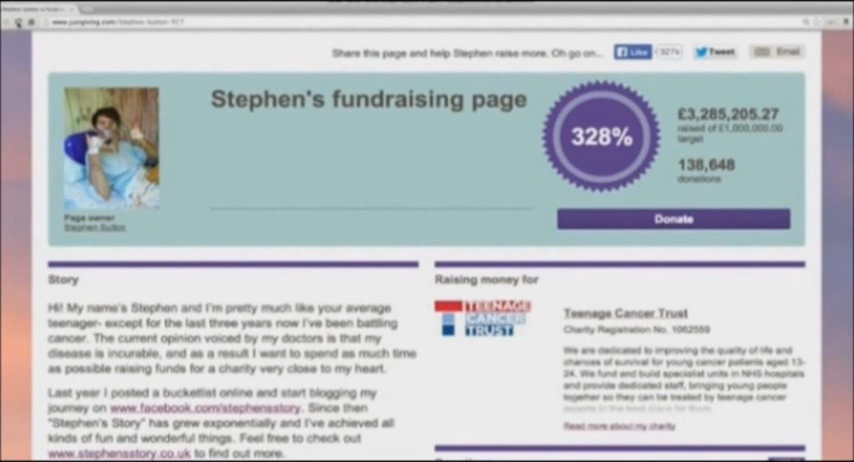 Share this page and help Stephen raise more. Oh go on...
Like
Tweet
Email
Stephen's fundraising page
328%
£3,285,205.27
raised of £1,000,000.00
target
138,648
donations
Donate
Page owner
Stephen Sutton
Story
Hi! My name's Stephen and I'm pretty much like your average
teenager- except for the last three years now I've been battling
cancer. The current opinion voiced by my doctors is that my
disease is incurable, and as a result I want to spend as much time
as possible raising funds for a charity very close to my heart.
Last year I posted a bucketlist online and start blogging my
journey on www.facebook.com/stephensstory. Since then
"Stephen's Story" has grown exponentially and I've achieved all
kinds of fun and wonderful things. Feel free to check out
www.stephensstory.co.uk to find out more.
Raising money for
TEENAGE
CANCER
TRUST
Teenage Cancer Trust
Charity Registration No. 1062559
We are dedicated to improving the quality of life and
chances of survival for young cancer patients aged 13-
24. We fund and build specialist units in NHS hospitals
and provide dedicated staff, bringing young people
together so they can be treated by teenage cancer
experts in the best place for them.
Read more about my charity